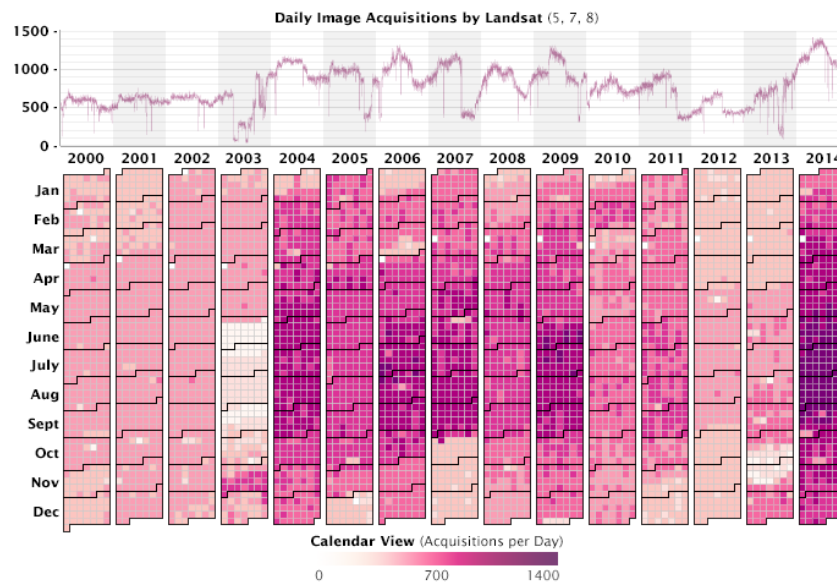 Daily Image Acquisitions by Landsat (5, 7, 8)
1500
1000
500
0
2000 2001 2002 2003 2004 2005 2006 2007 2008 2009 2010 2011 2012 2013 2014
Jan
Feb
Mar
Apr
May
June
July
Aug
Sept
Oct
Nov
Dec
Calendar View (Acquisitions per Day)
0 700 1400